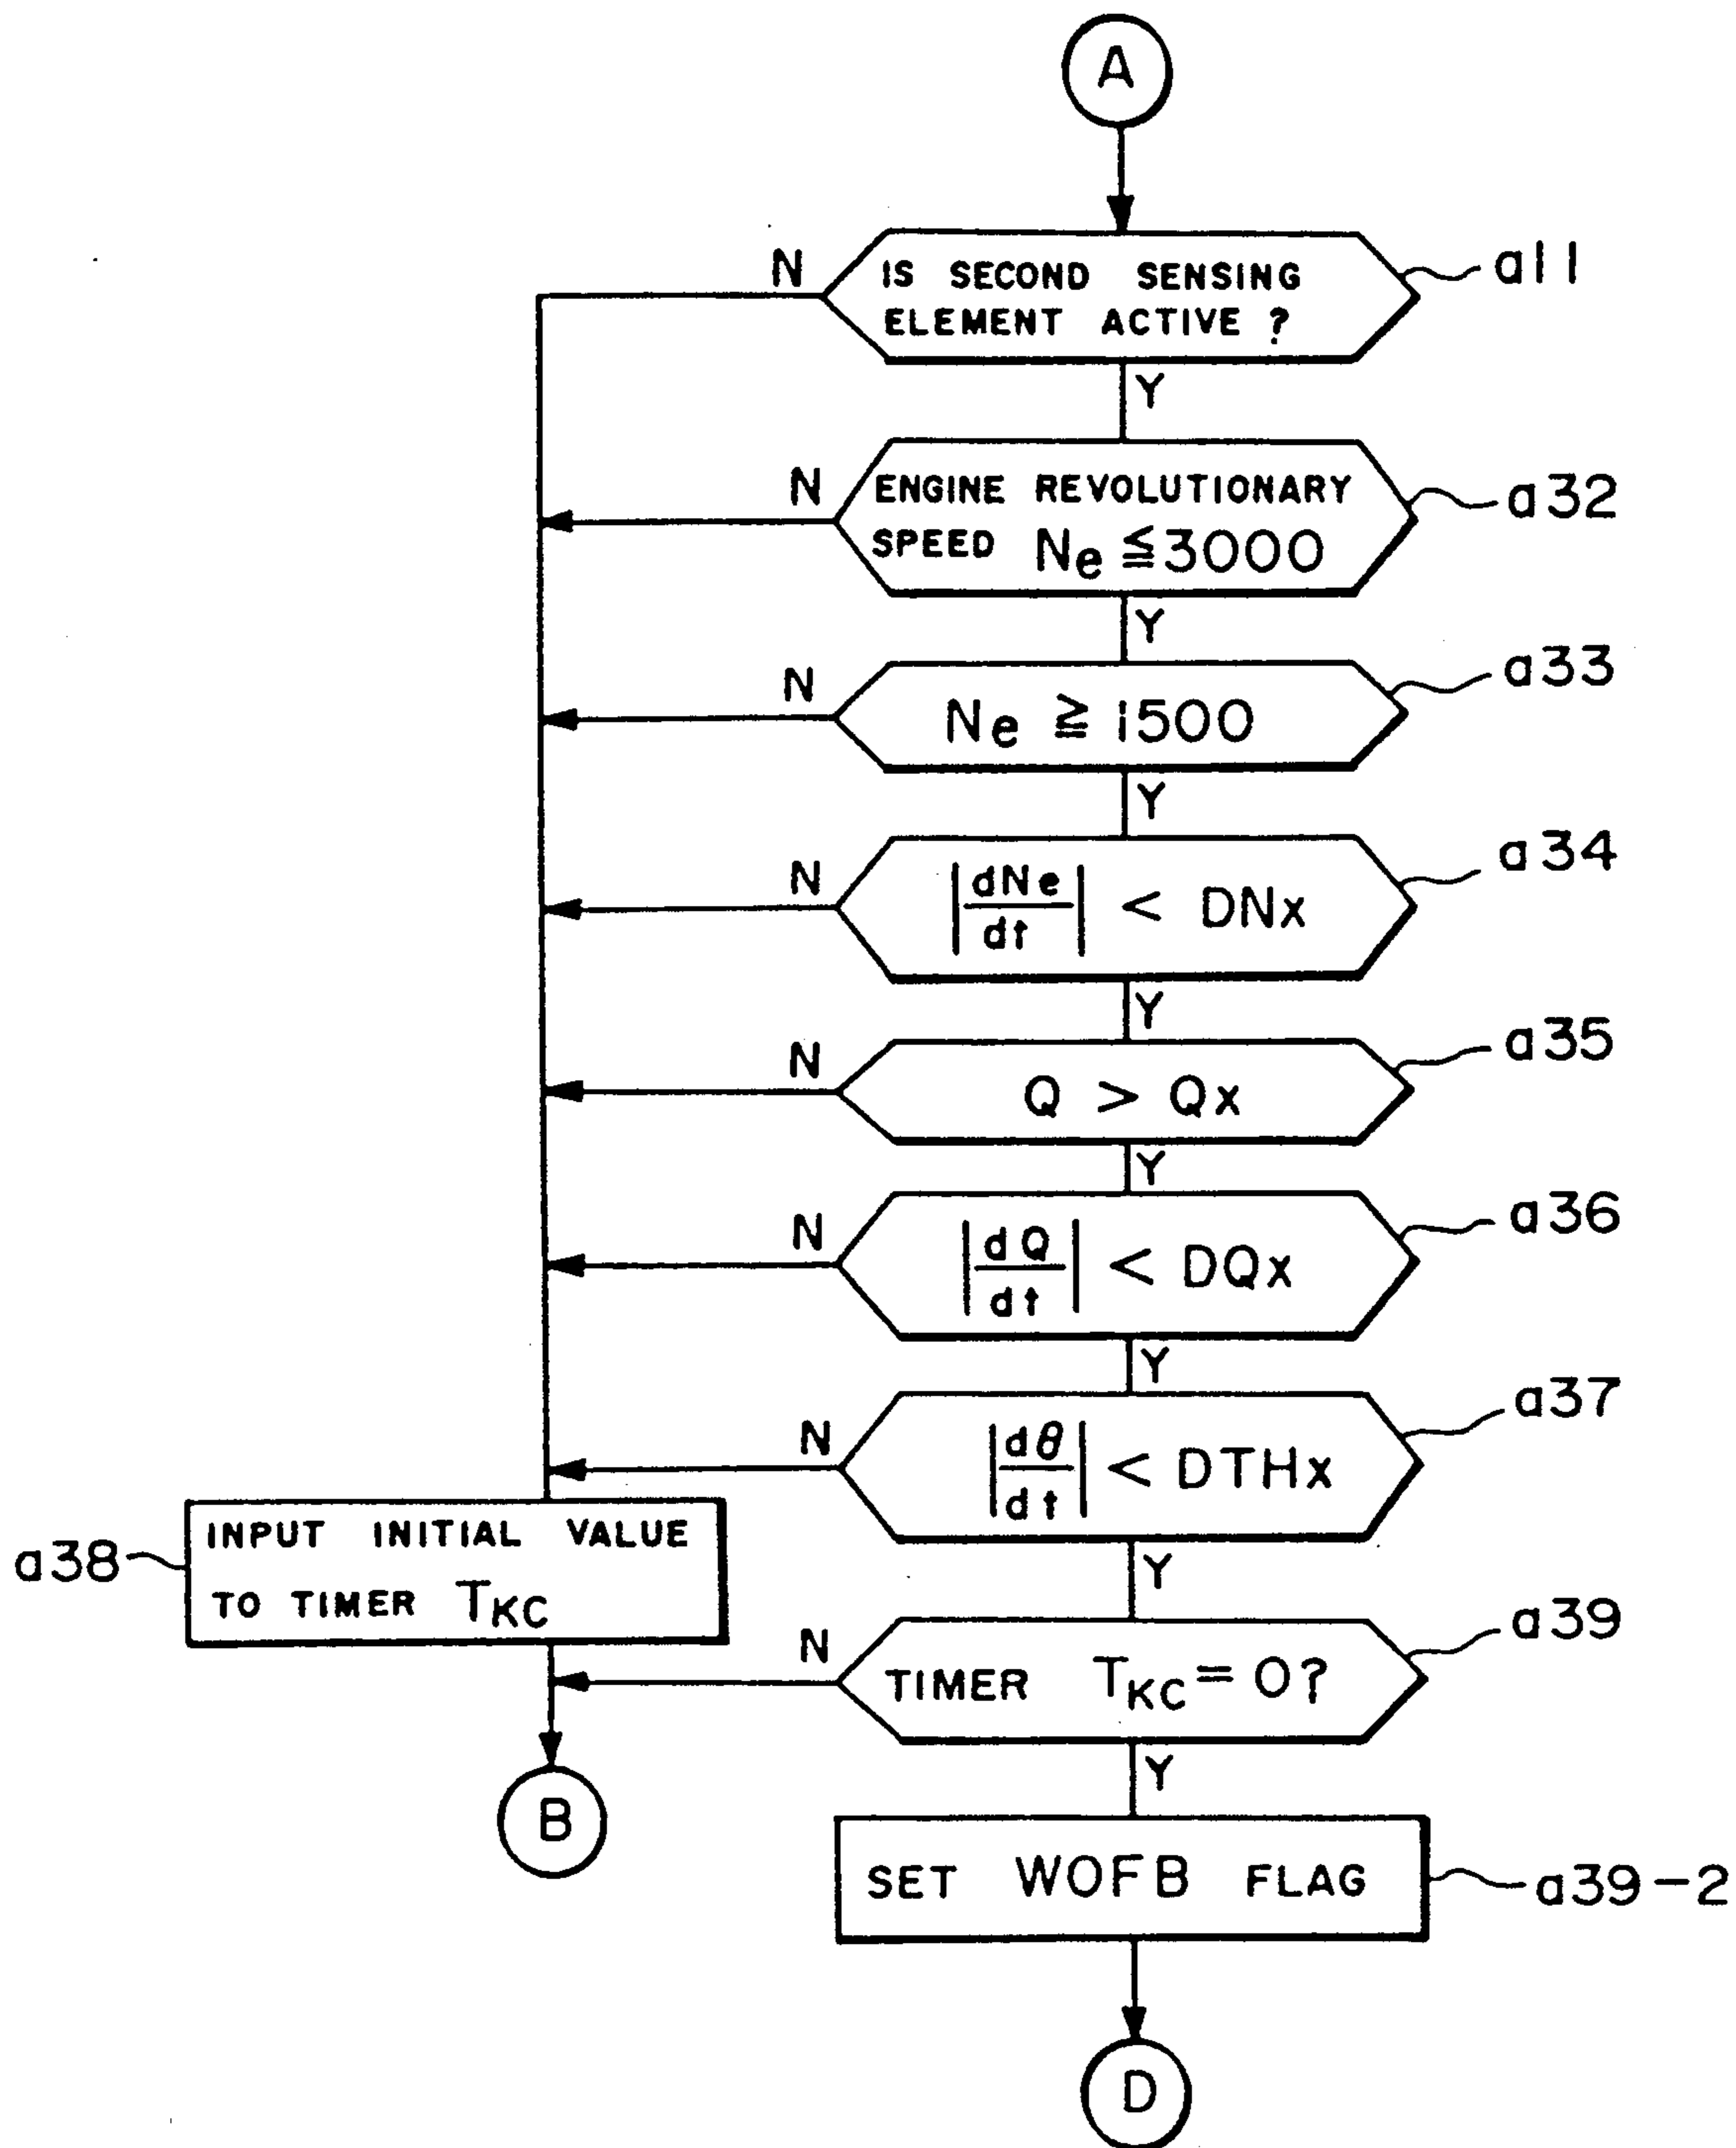 A
N
IS SECOND SENSING
ELEMENT ACTIVE ?
a11
Y
N
ENGINE REVOLUTIONARY
SPEED Ne ≦ 3000
a32
Y
N
Ne ≧ 1500
a33
Y
N
|dNe/dt| < DNx
a34
Y
N
Q > Qx
a35
Y
N
|dQ/dt| < DQx
a36
Y
N
|dθ/dt| < DTHx
a37
Y
a38
INPUT INITIAL VALUE
TO TIMER TKC
N
TIMER TKC = 0?
a39
Y
B
SET WOFB FLAG
a39-2
D